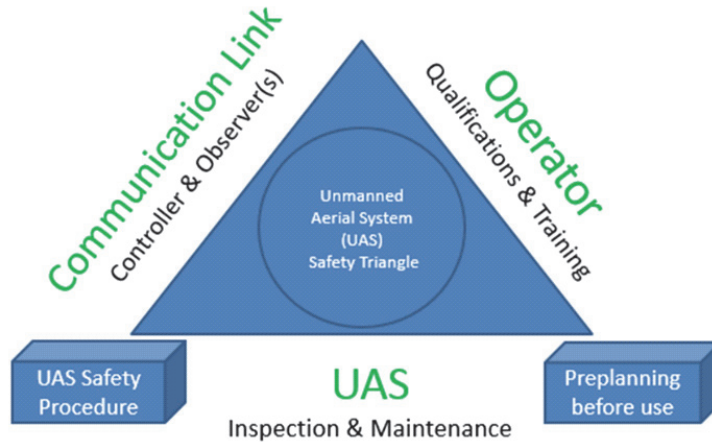 Communication Link
Controller & Observer(s)
Operator
Qualifications & Training
Unmanned
Aerial System
(UAS)
Safety Triangle
UAS Safety
Procedure
UAS
Inspection & Maintenance
Preplanning
before use